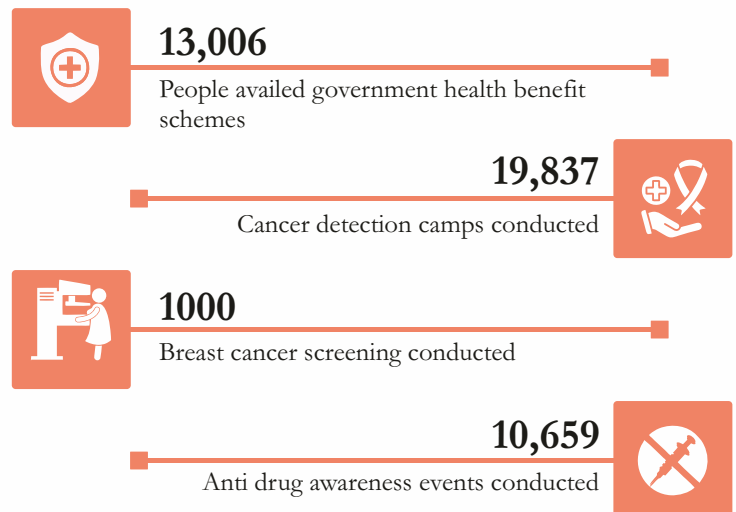 13,006
People availed government health benefit
schemes
19,837
Cancer detection camps conducted
1000
Breast cancer screening conducted
10,659
Anti drug awareness events conducted